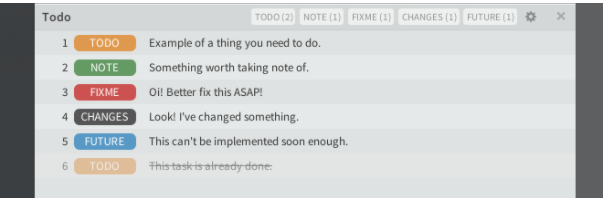 Todo TODO (2) NOTE (1) FIXME (1) CHANGES (1) FUTURE (1)
1 TODO Example of a thing you need to do.
2 NOTE Something worth taking note of.
3 FIXME Oi! Better fix this ASAP!
4 CHANGES Look! I've changed something.
5 FUTURE This can't be implemented soon enough.
6 TODO This task is already done.